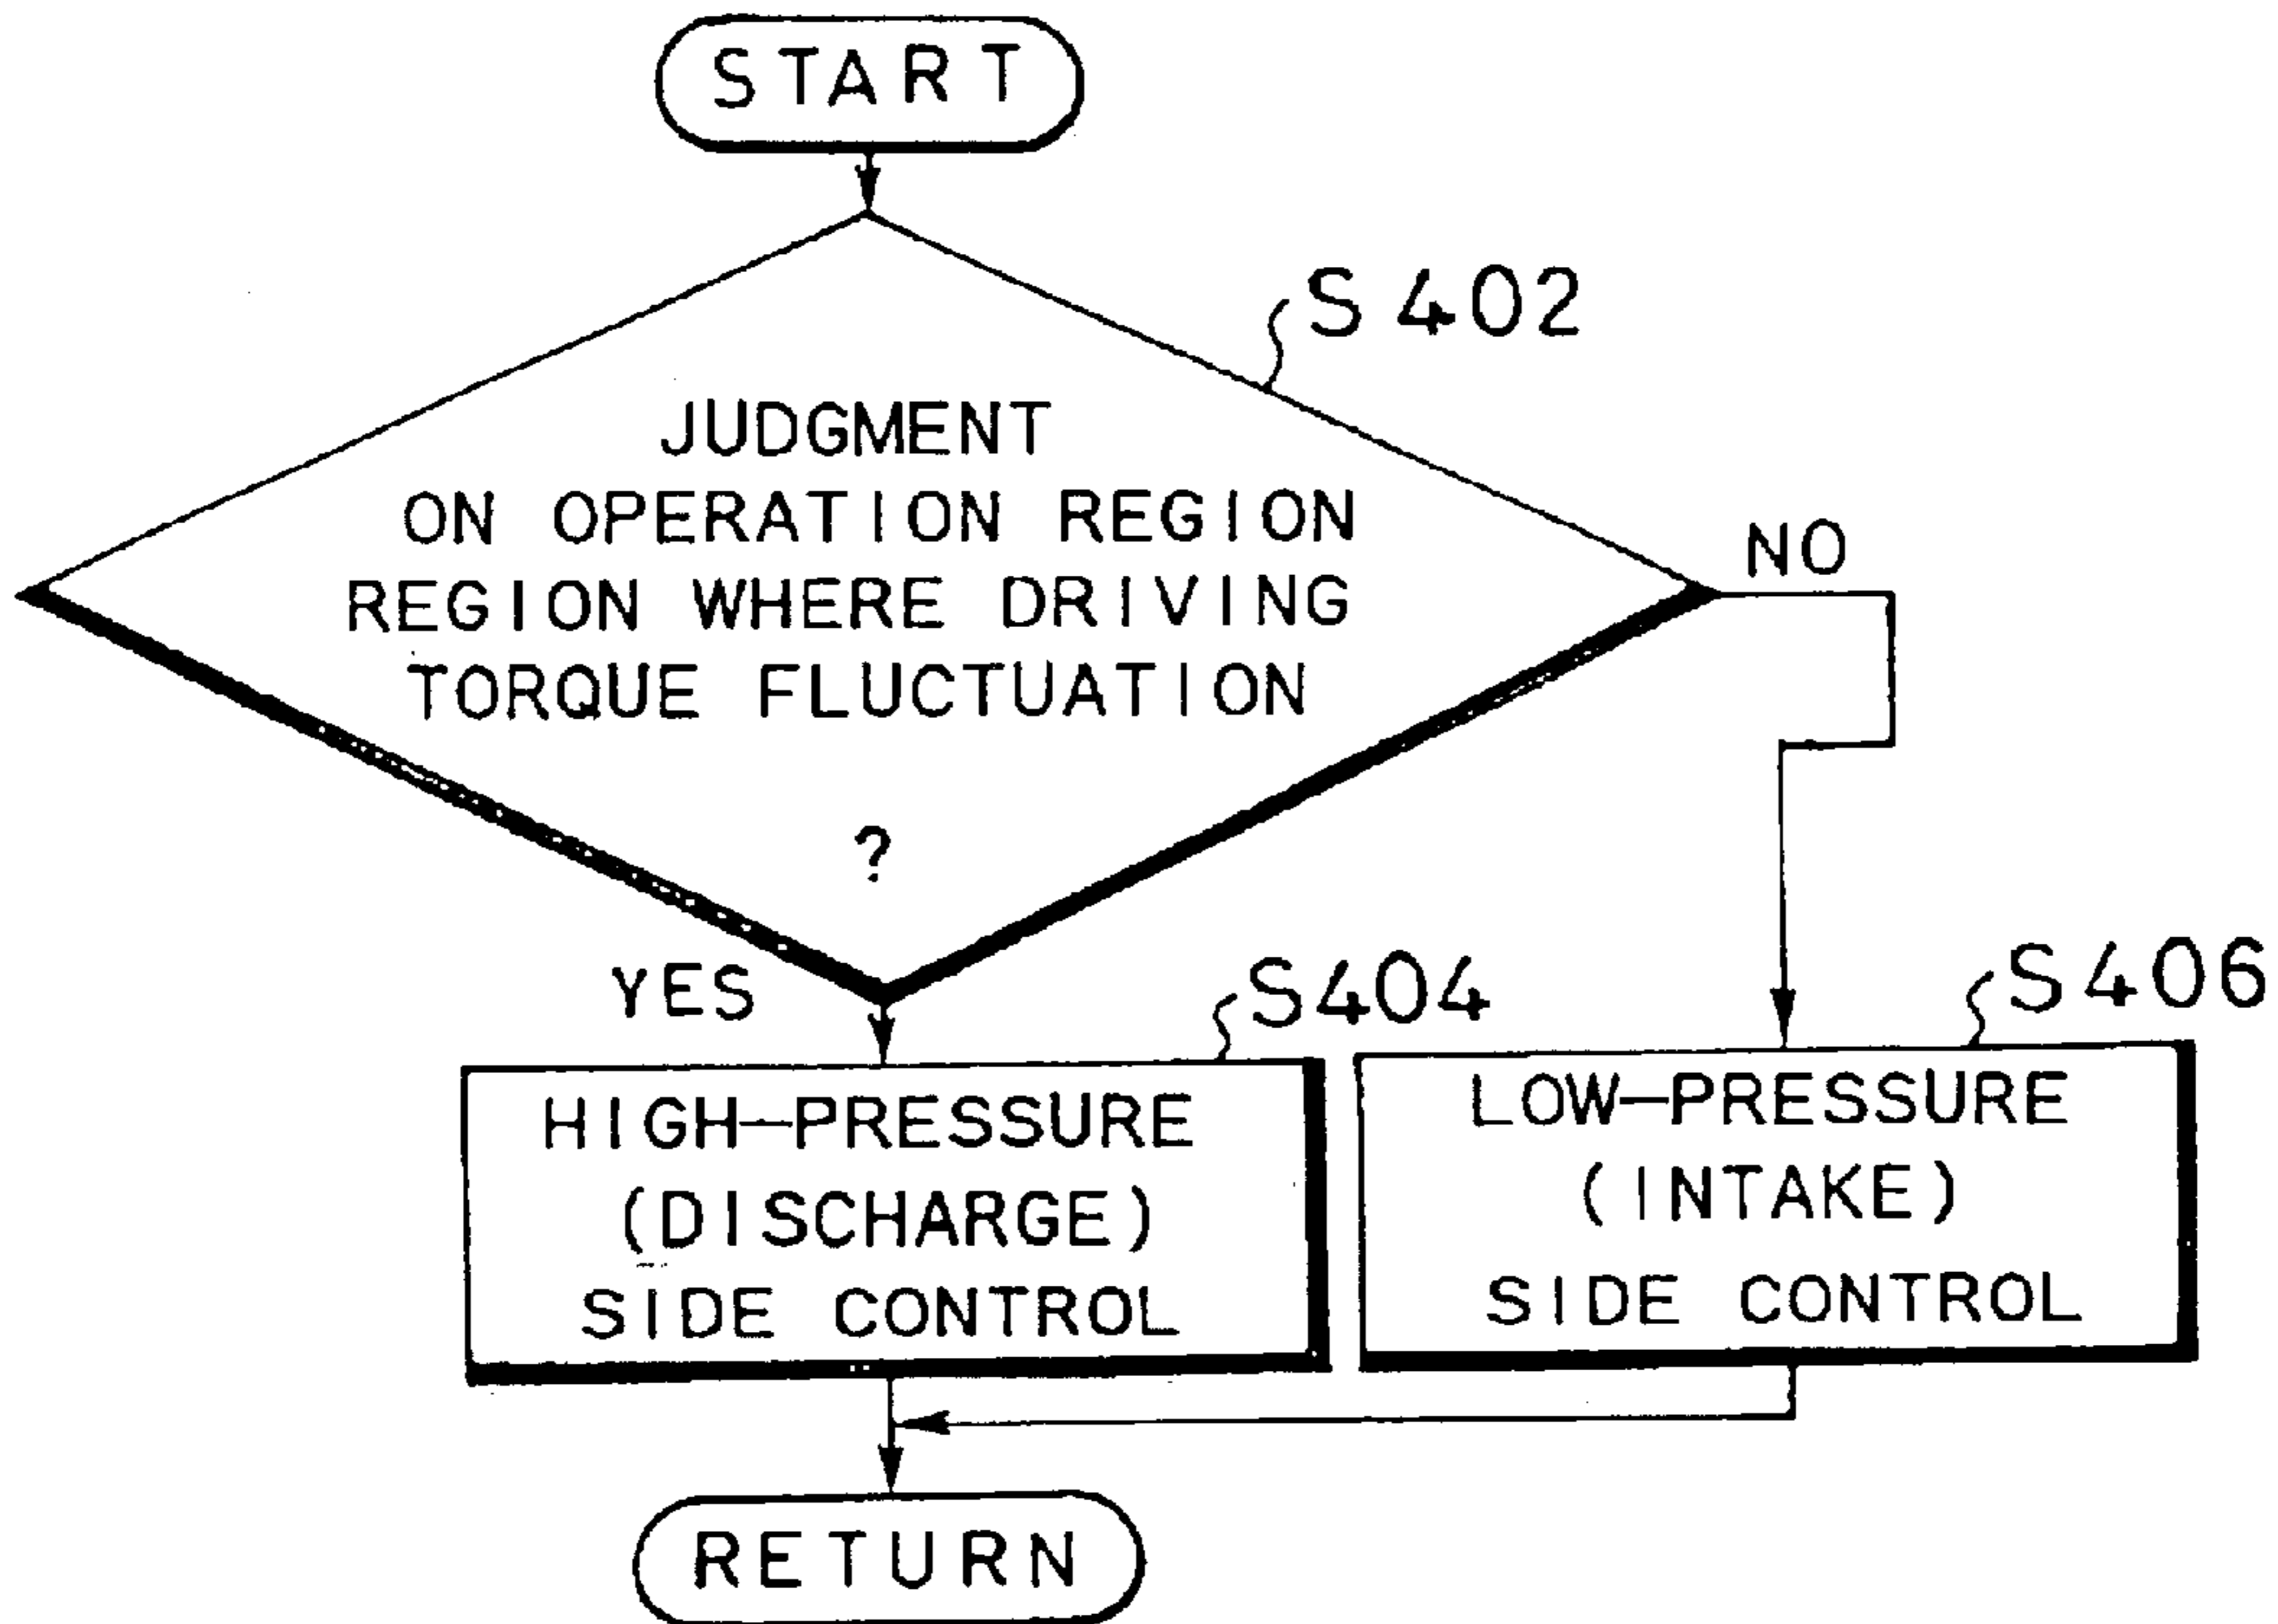 START
S402
JUDGMENT
ON OPERATION REGION
REGION WHERE DRIVING
TORQUE FLUCTUATION
?
NO
YES
S404
HIGH-PRESSURE
(DISCHARGE)
SIDE CONTROL
S406
LOW-PRESSURE
(INTAKE)
SIDE CONTROL
RETURN